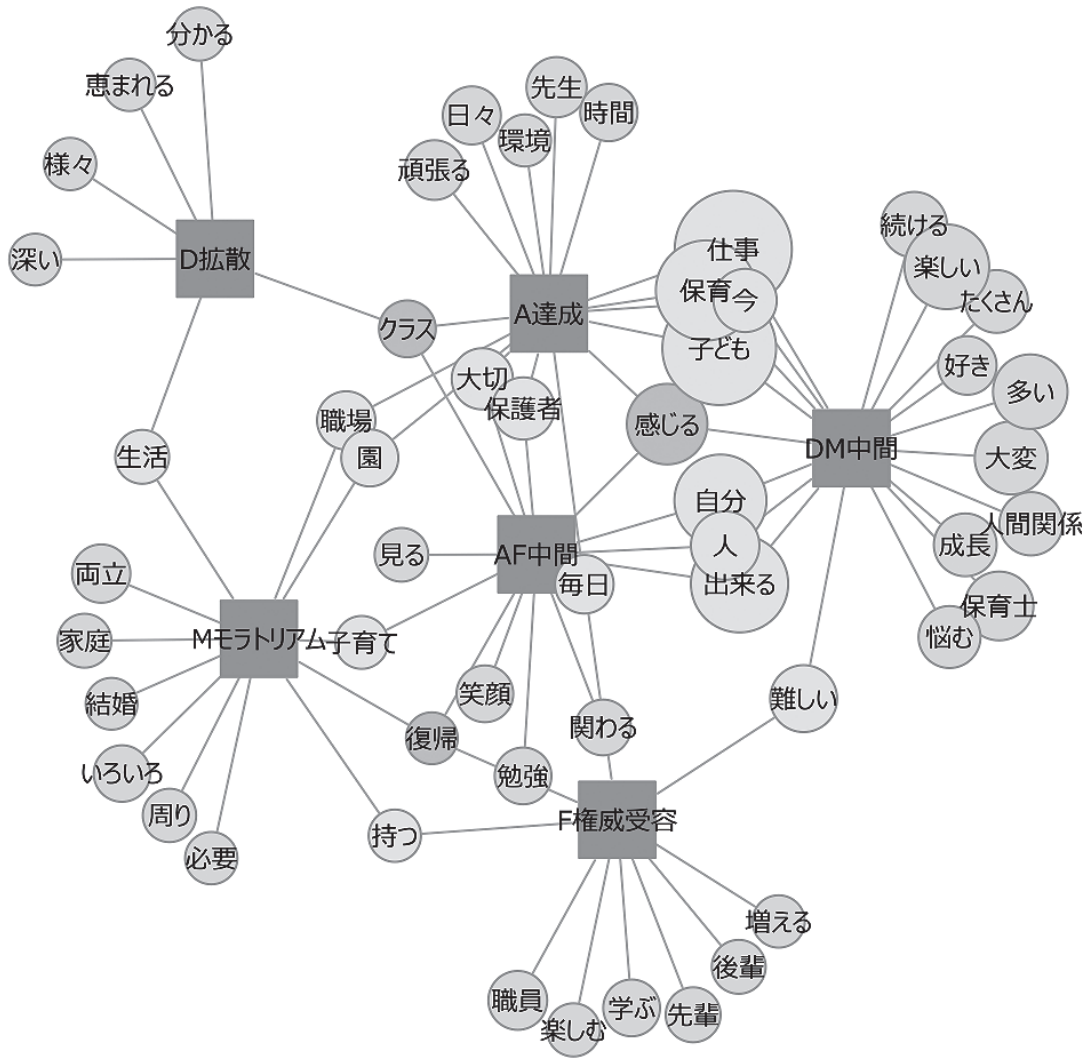 分かる
恵まれる
様々
深い
D拡散
先生
日々
時間
環境
頑張る
仕事
保育
今
子ども
続ける
楽しい
たくさん
A達成
クラス
大切
保護者
職場
園
感じる
好き
多い
DM中間
大変
生活
自分
人
出来る
人間関係
成長
保育士
悩む
見る
AF中間
毎日
両立
家庭
Mモラトリアム
子育て
結婚
いろいろ
周り
必要
笑顔
復帰
関わる
難しい
勉強
持つ
F権威受容
増える
後輩
職員
楽しむ
学ぶ
先輩